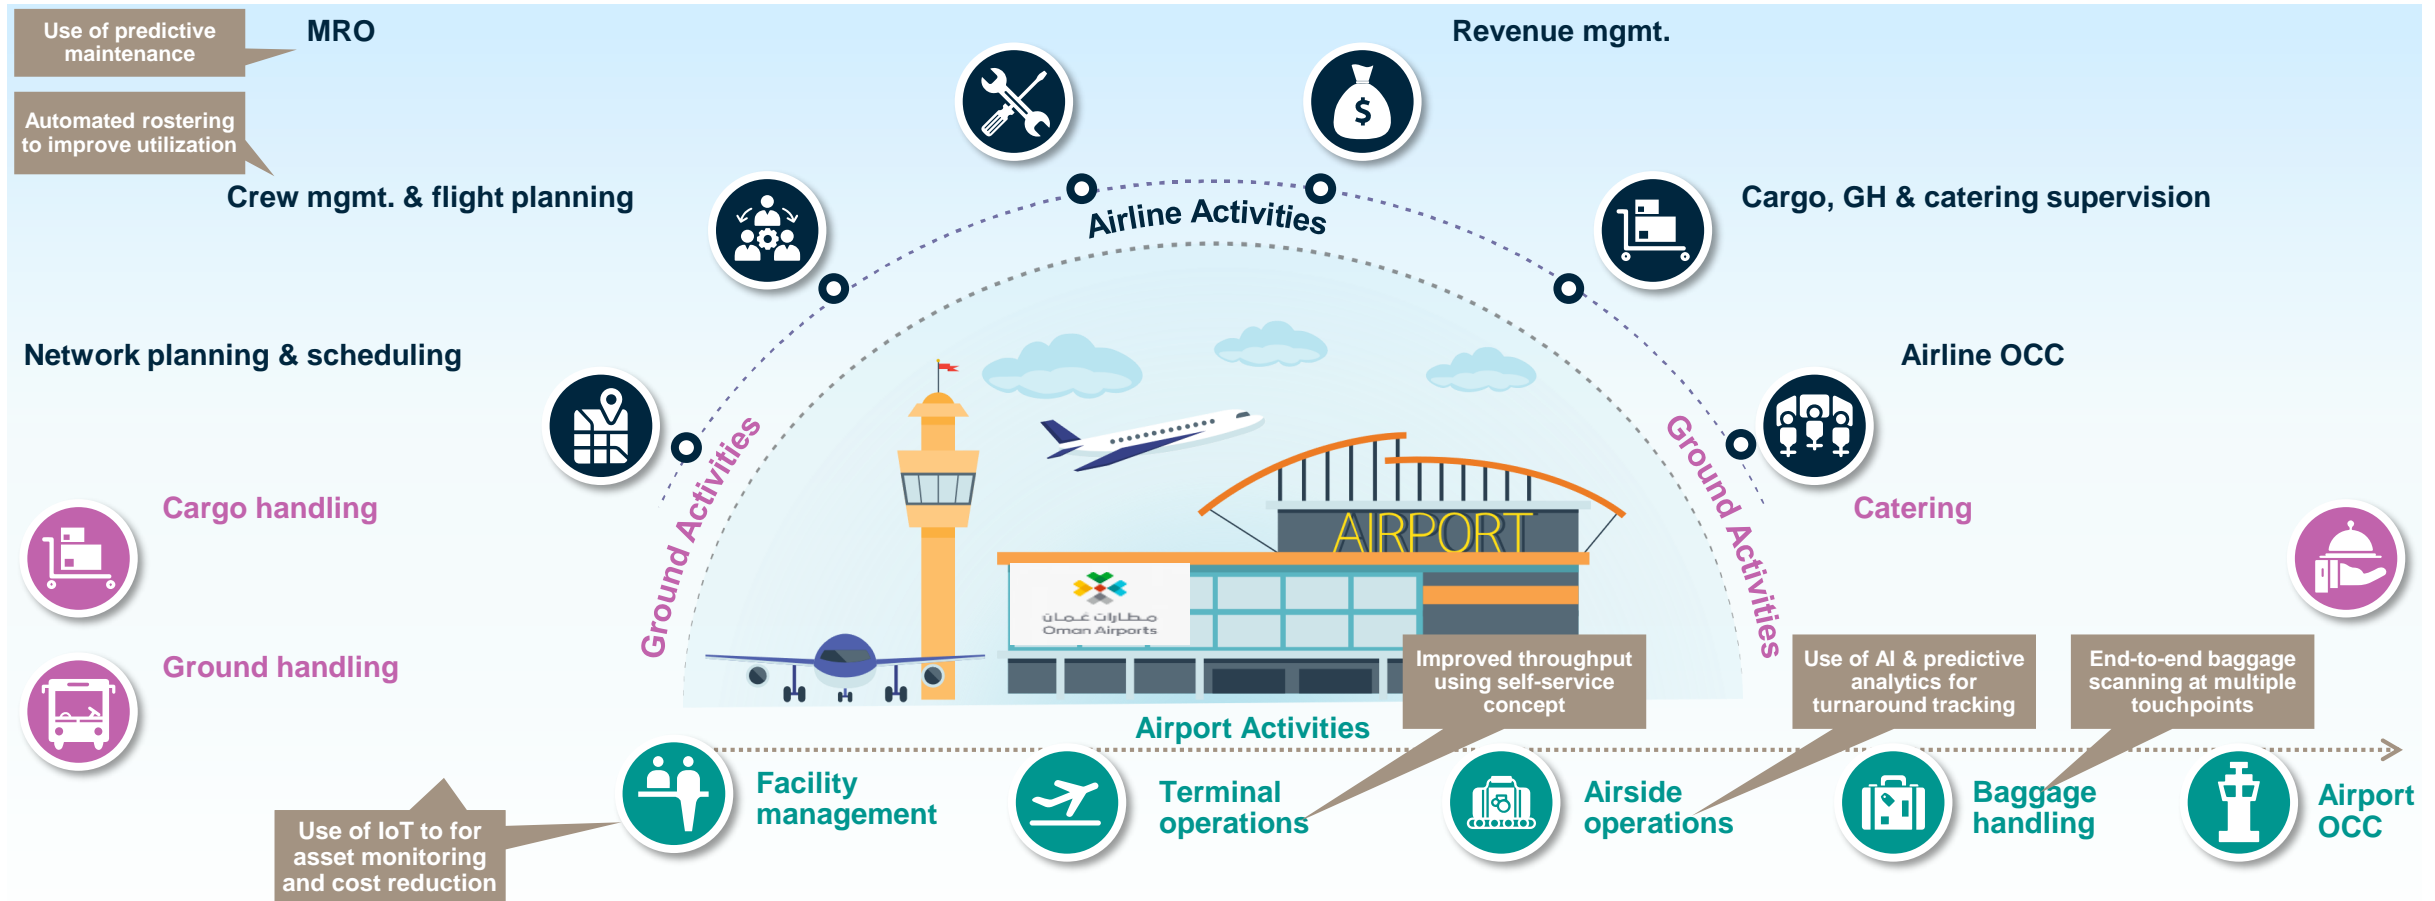 Use of predictive
maintenance
MRO
Revenue mgmt.
Automated rostering
to improve utilization
Crew mgmt. & flight planning
Airline Activities
Cargo, GH & catering supervision
$
Network planning & scheduling
Airline OCC
Ground Activities
Ground Activities
Cargo handling
Catering
AIRPORT
مطارات عُمان
Oman Airports
Ground handling
Improved throughput
using self-service
concept
Use of AI & predictive
analytics for
turnaround tracking
End-to-end baggage
scanning at multiple
touchpoints
Airport Activities
Facility
management
Terminal
operations
Airside
operations
Baggage
handling
Airport
OCC
Use of IoT to for
asset monitoring
and cost reduction